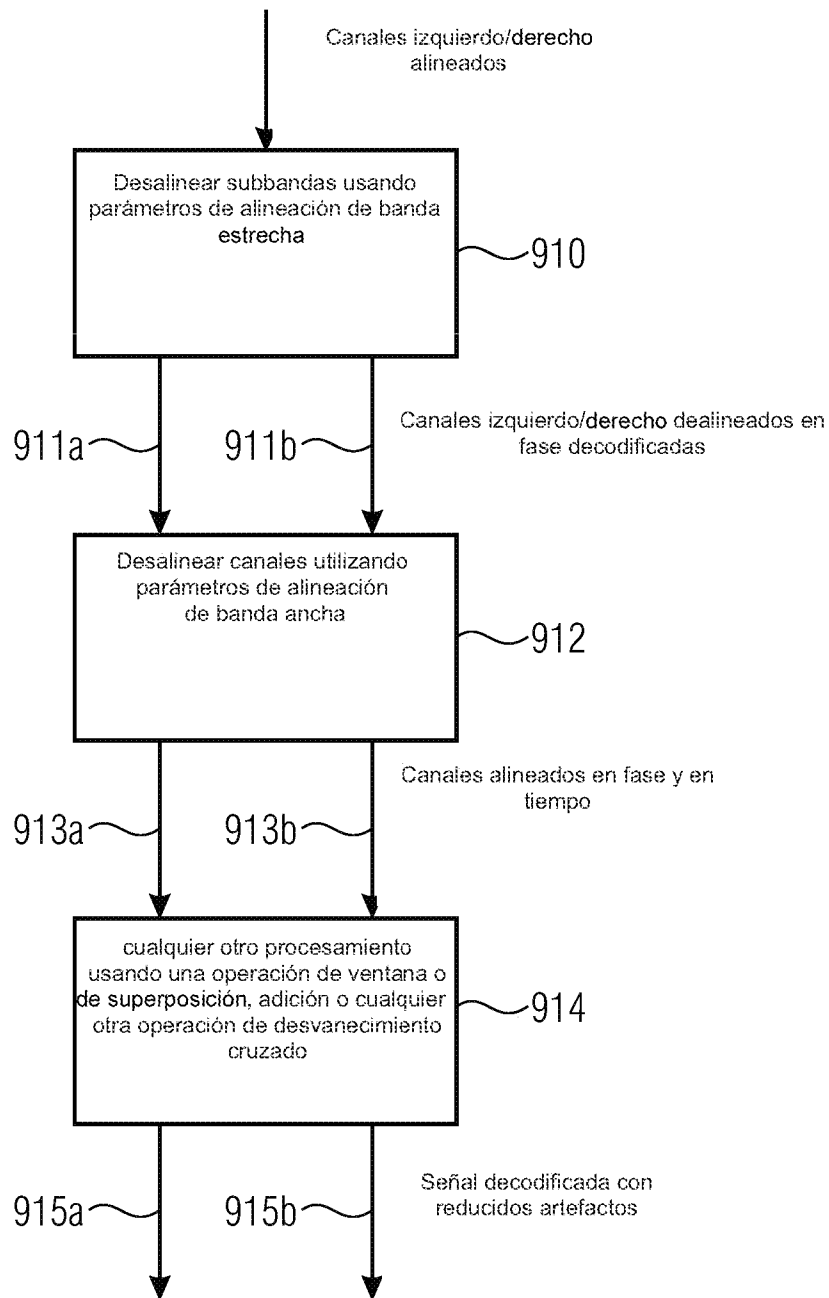 Canales izquierdo/derecho
alineados
Desalinear subbandas usando
parámetros de alineación de banda
estrecha
910
911a
911b
Canales izquierdo/derecho dealineados en
fase decodificadas
Desalinear canales utilizando
parámetros de alineación
de banda ancha
912
Canales alineados en fase y en
tiempo
913a
913b
cualquier otro procesamiento
usando una operación de ventana o
de superposición, adición o cualquier
otra operación de desvanecimiento
cruzado
914
Señal decodificada con
reducidos artefactos
915a
915b